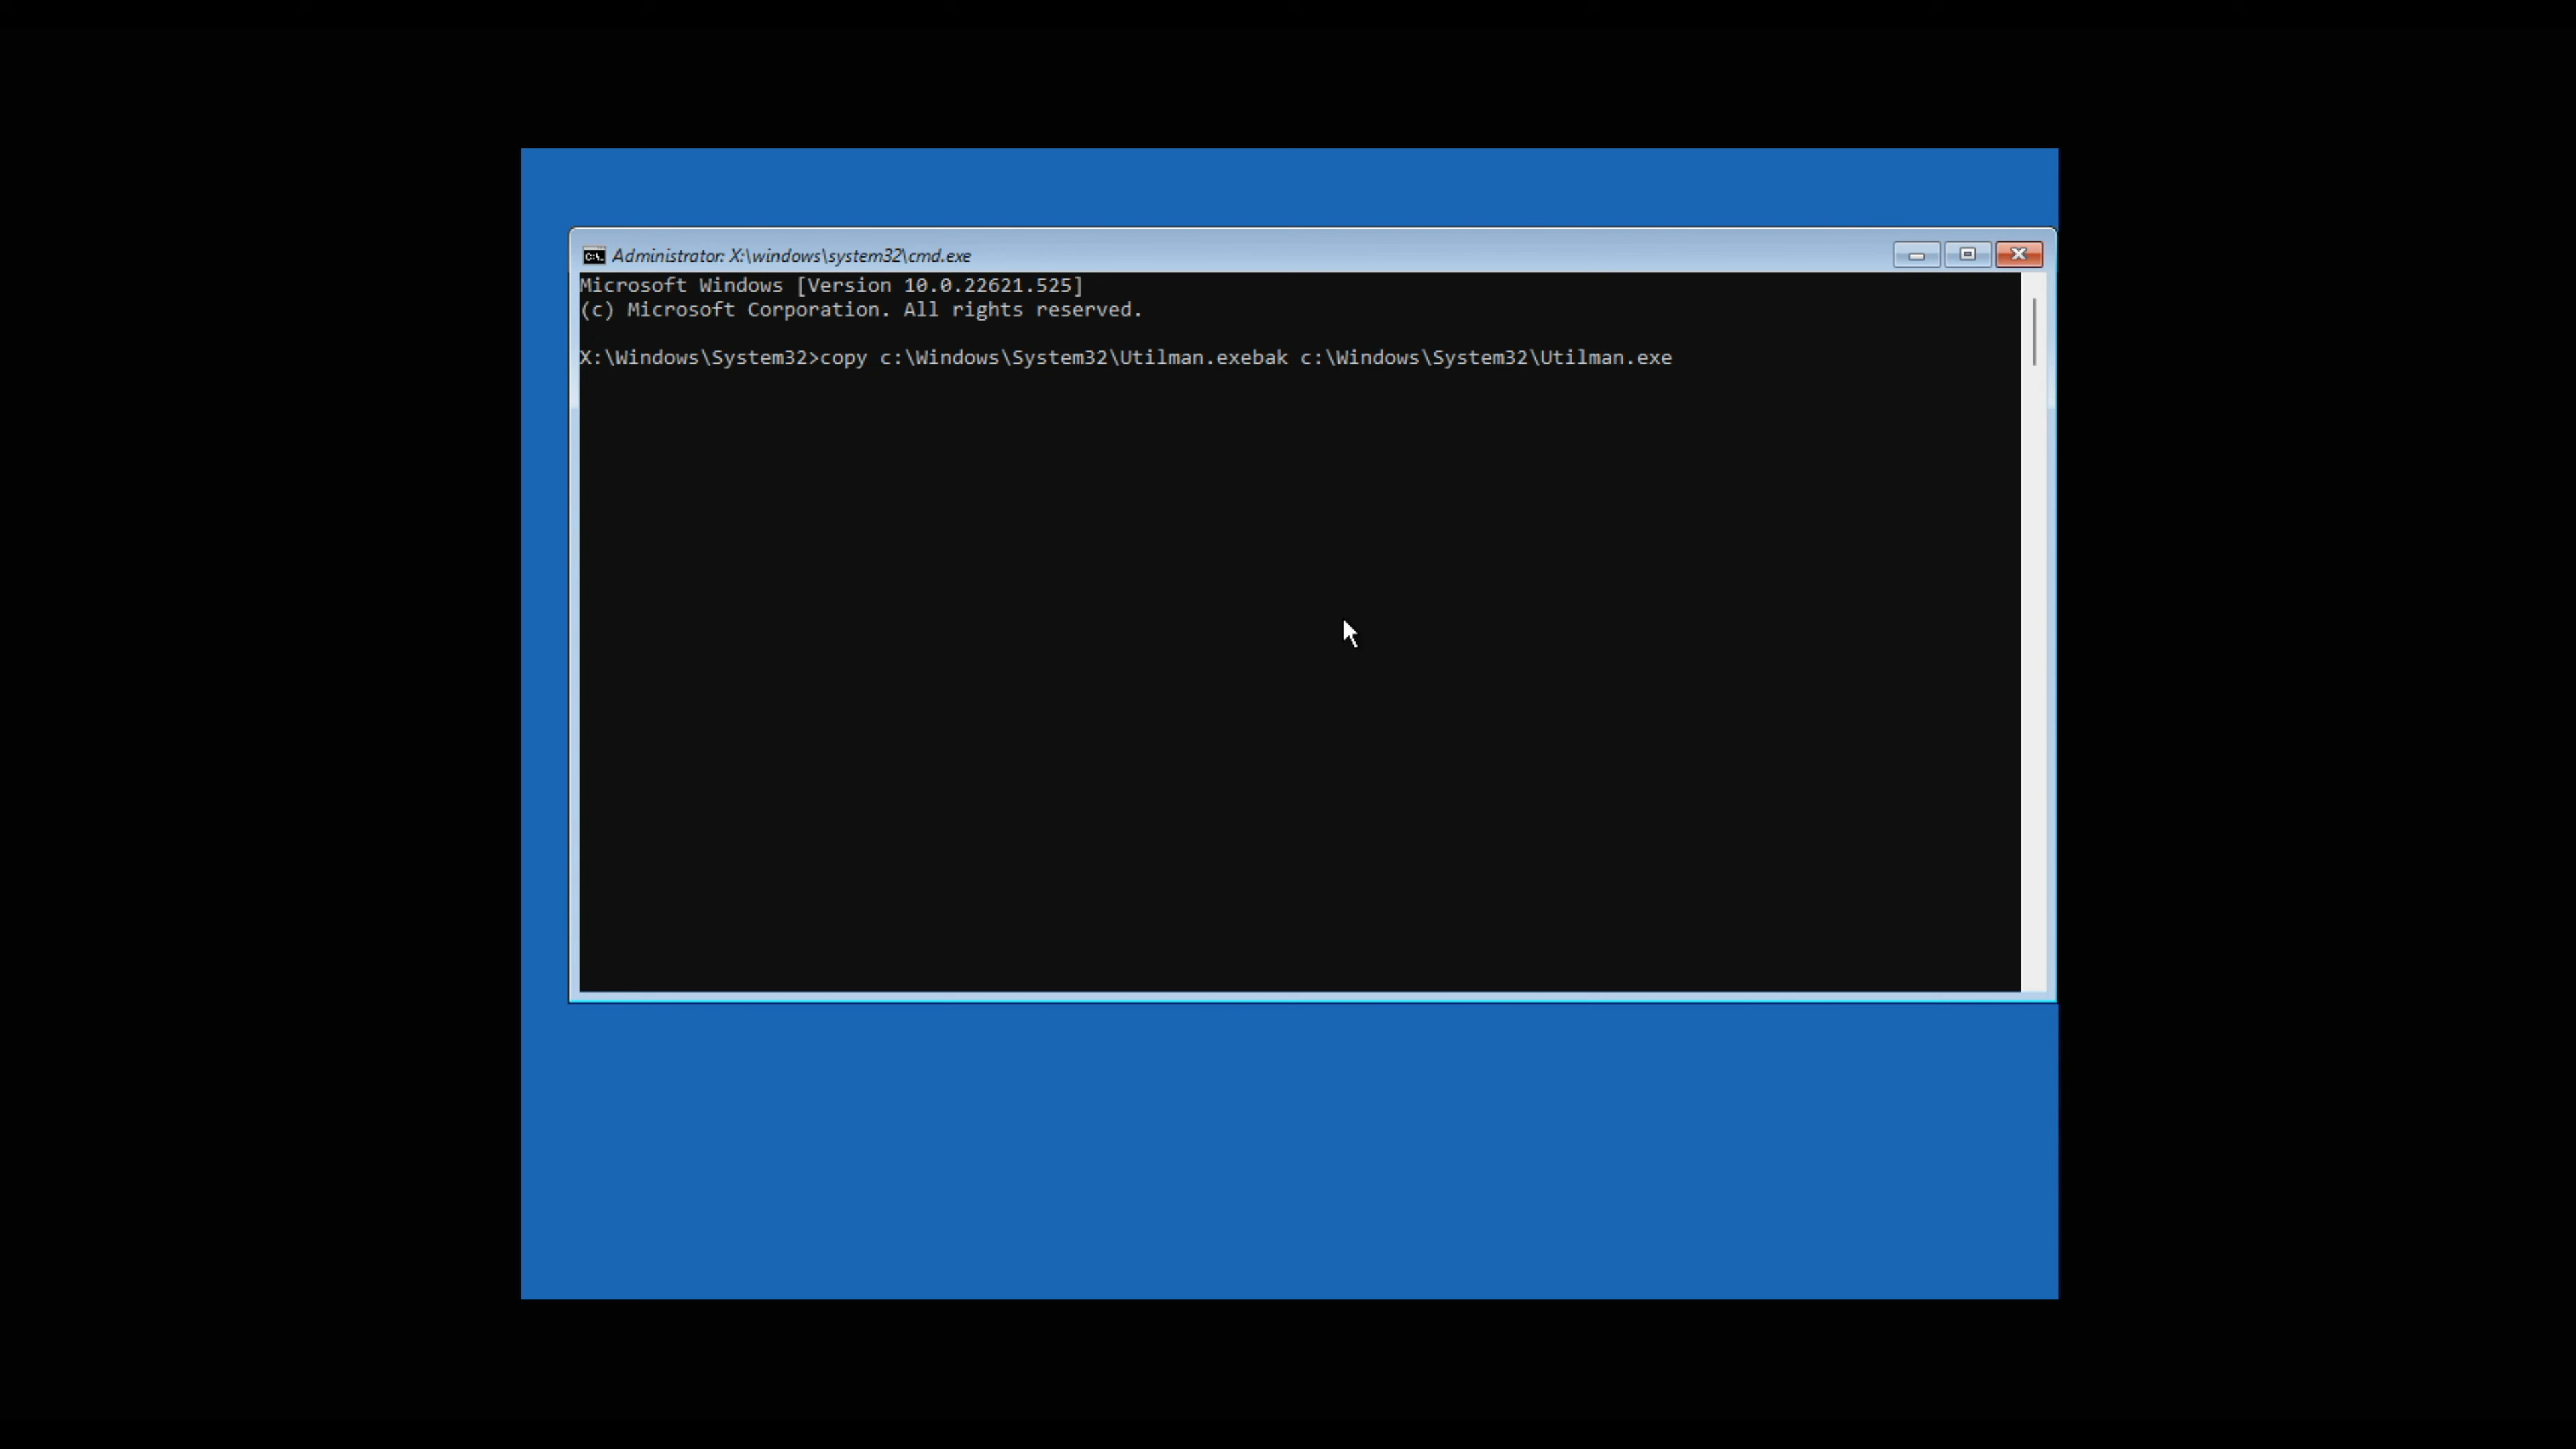 Administrator: X:\windows\system32\cmd.exe
Microsoft Windows [Version 10.0.22621.525]
(c) Microsoft Corporation. All rights reserved.
X:\Windows\System32>copy c:\Windows\System32\Utilman.exebak c:\Windows\System32\Utilman.exe